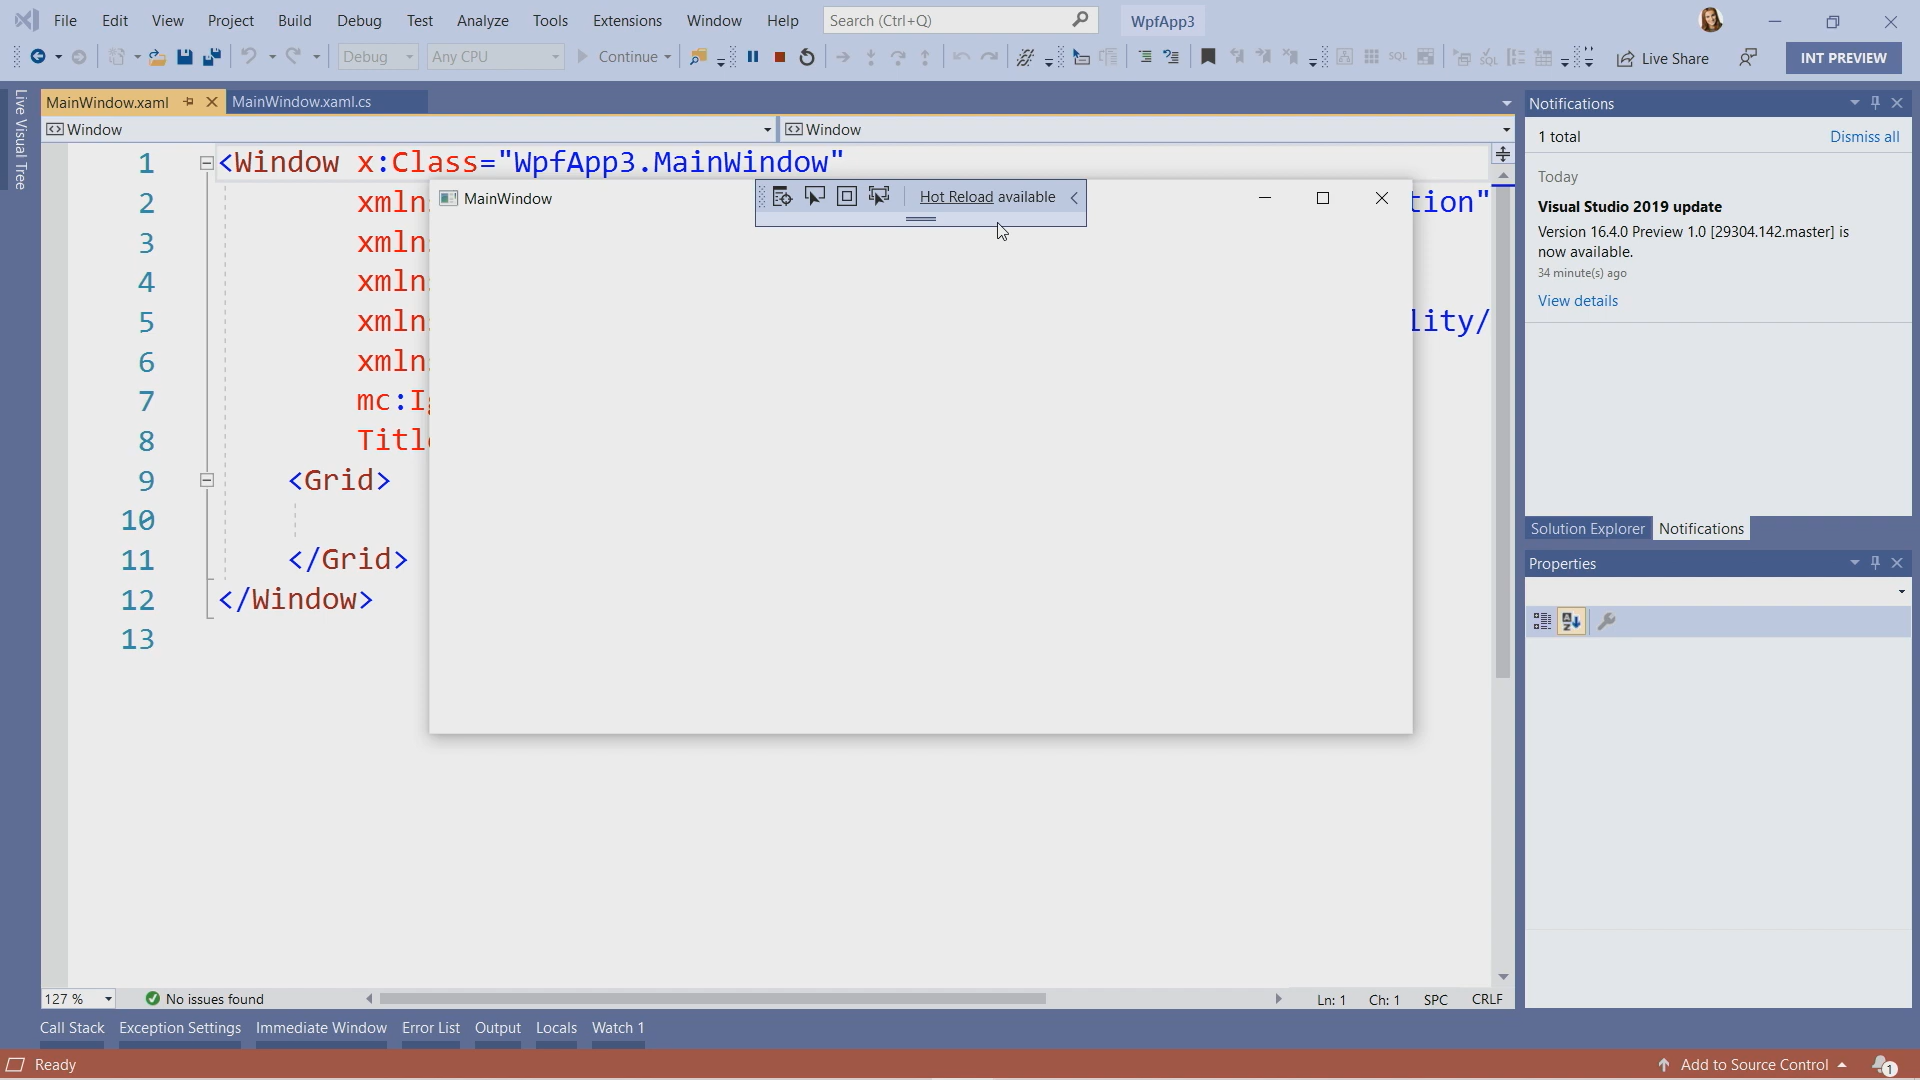 File Edit View Project Build Debug Test Analyze Tools Extensions Window Help Search (Ctrl+Q) WpfApp3
Debug Any CPU Continue SQL SQL Live Share INT PREVIEW
Live Visual Tree
MainWindow.xaml MainWindow.xaml.cs
Window Window
1 <Window x:Class="WpfApp3.MainWindow"
2 xmln tion"
3 xmln
4 xmln
5 xmln lity/
6 xmln
7 mc:Ig
8 Title
9 <Grid>
10
11 </Grid>
12 </Window>
13
MainWindow
Hot Reload available
127 % No issues found Ln: 1 Ch: 1 SPC CRLF
Notifications
1 total Dismiss all
Today
Visual Studio 2019 update
Version 16.4.0 Preview 1.0 [29304.142.master] is
now available.
34 minute(s) ago
View details
Solution Explorer Notifications
Properties
Call Stack Exception Settings Immediate Window Error List Output Locals Watch 1
Ready Add to Source Control 1